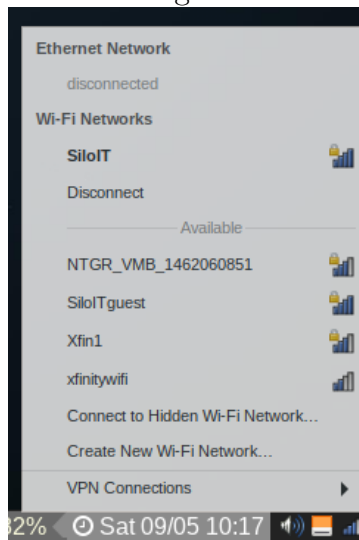 Ethernet Network
disconnected
Wi-Fi Networks
SiloIT
Disconnect
Available
NTGR_VMB_1462060851
SiloITguest
Xfin1
xfinitywifi
Connect to Hidden Wi-Fi Network...
Create New Wi-Fi Network...
VPN Connections
32% Sat 09/05 10:17